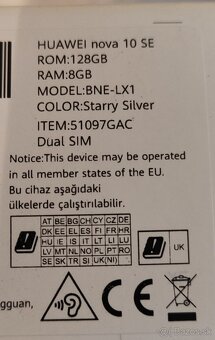 HUAWEI nova 10 SE
ROM:128GB
RAM:8GB
MODEL:BNE-LX1
COLOR:Starry Silver
ITEM:51097GAC
Dual SIM
Notice:This device may be operated
in all member states of the EU.
Bu cihaz aşağıdaki
ülkelerde çalıştırılabilir.
AT BE BG CH CY CZ DE
DK EE EL ES FI FR HR
HU IE IS IT LI LT LU
LV MT NL NO PL PT RO
SE SI SK TR UK(NI)
UK
gguan,
CE